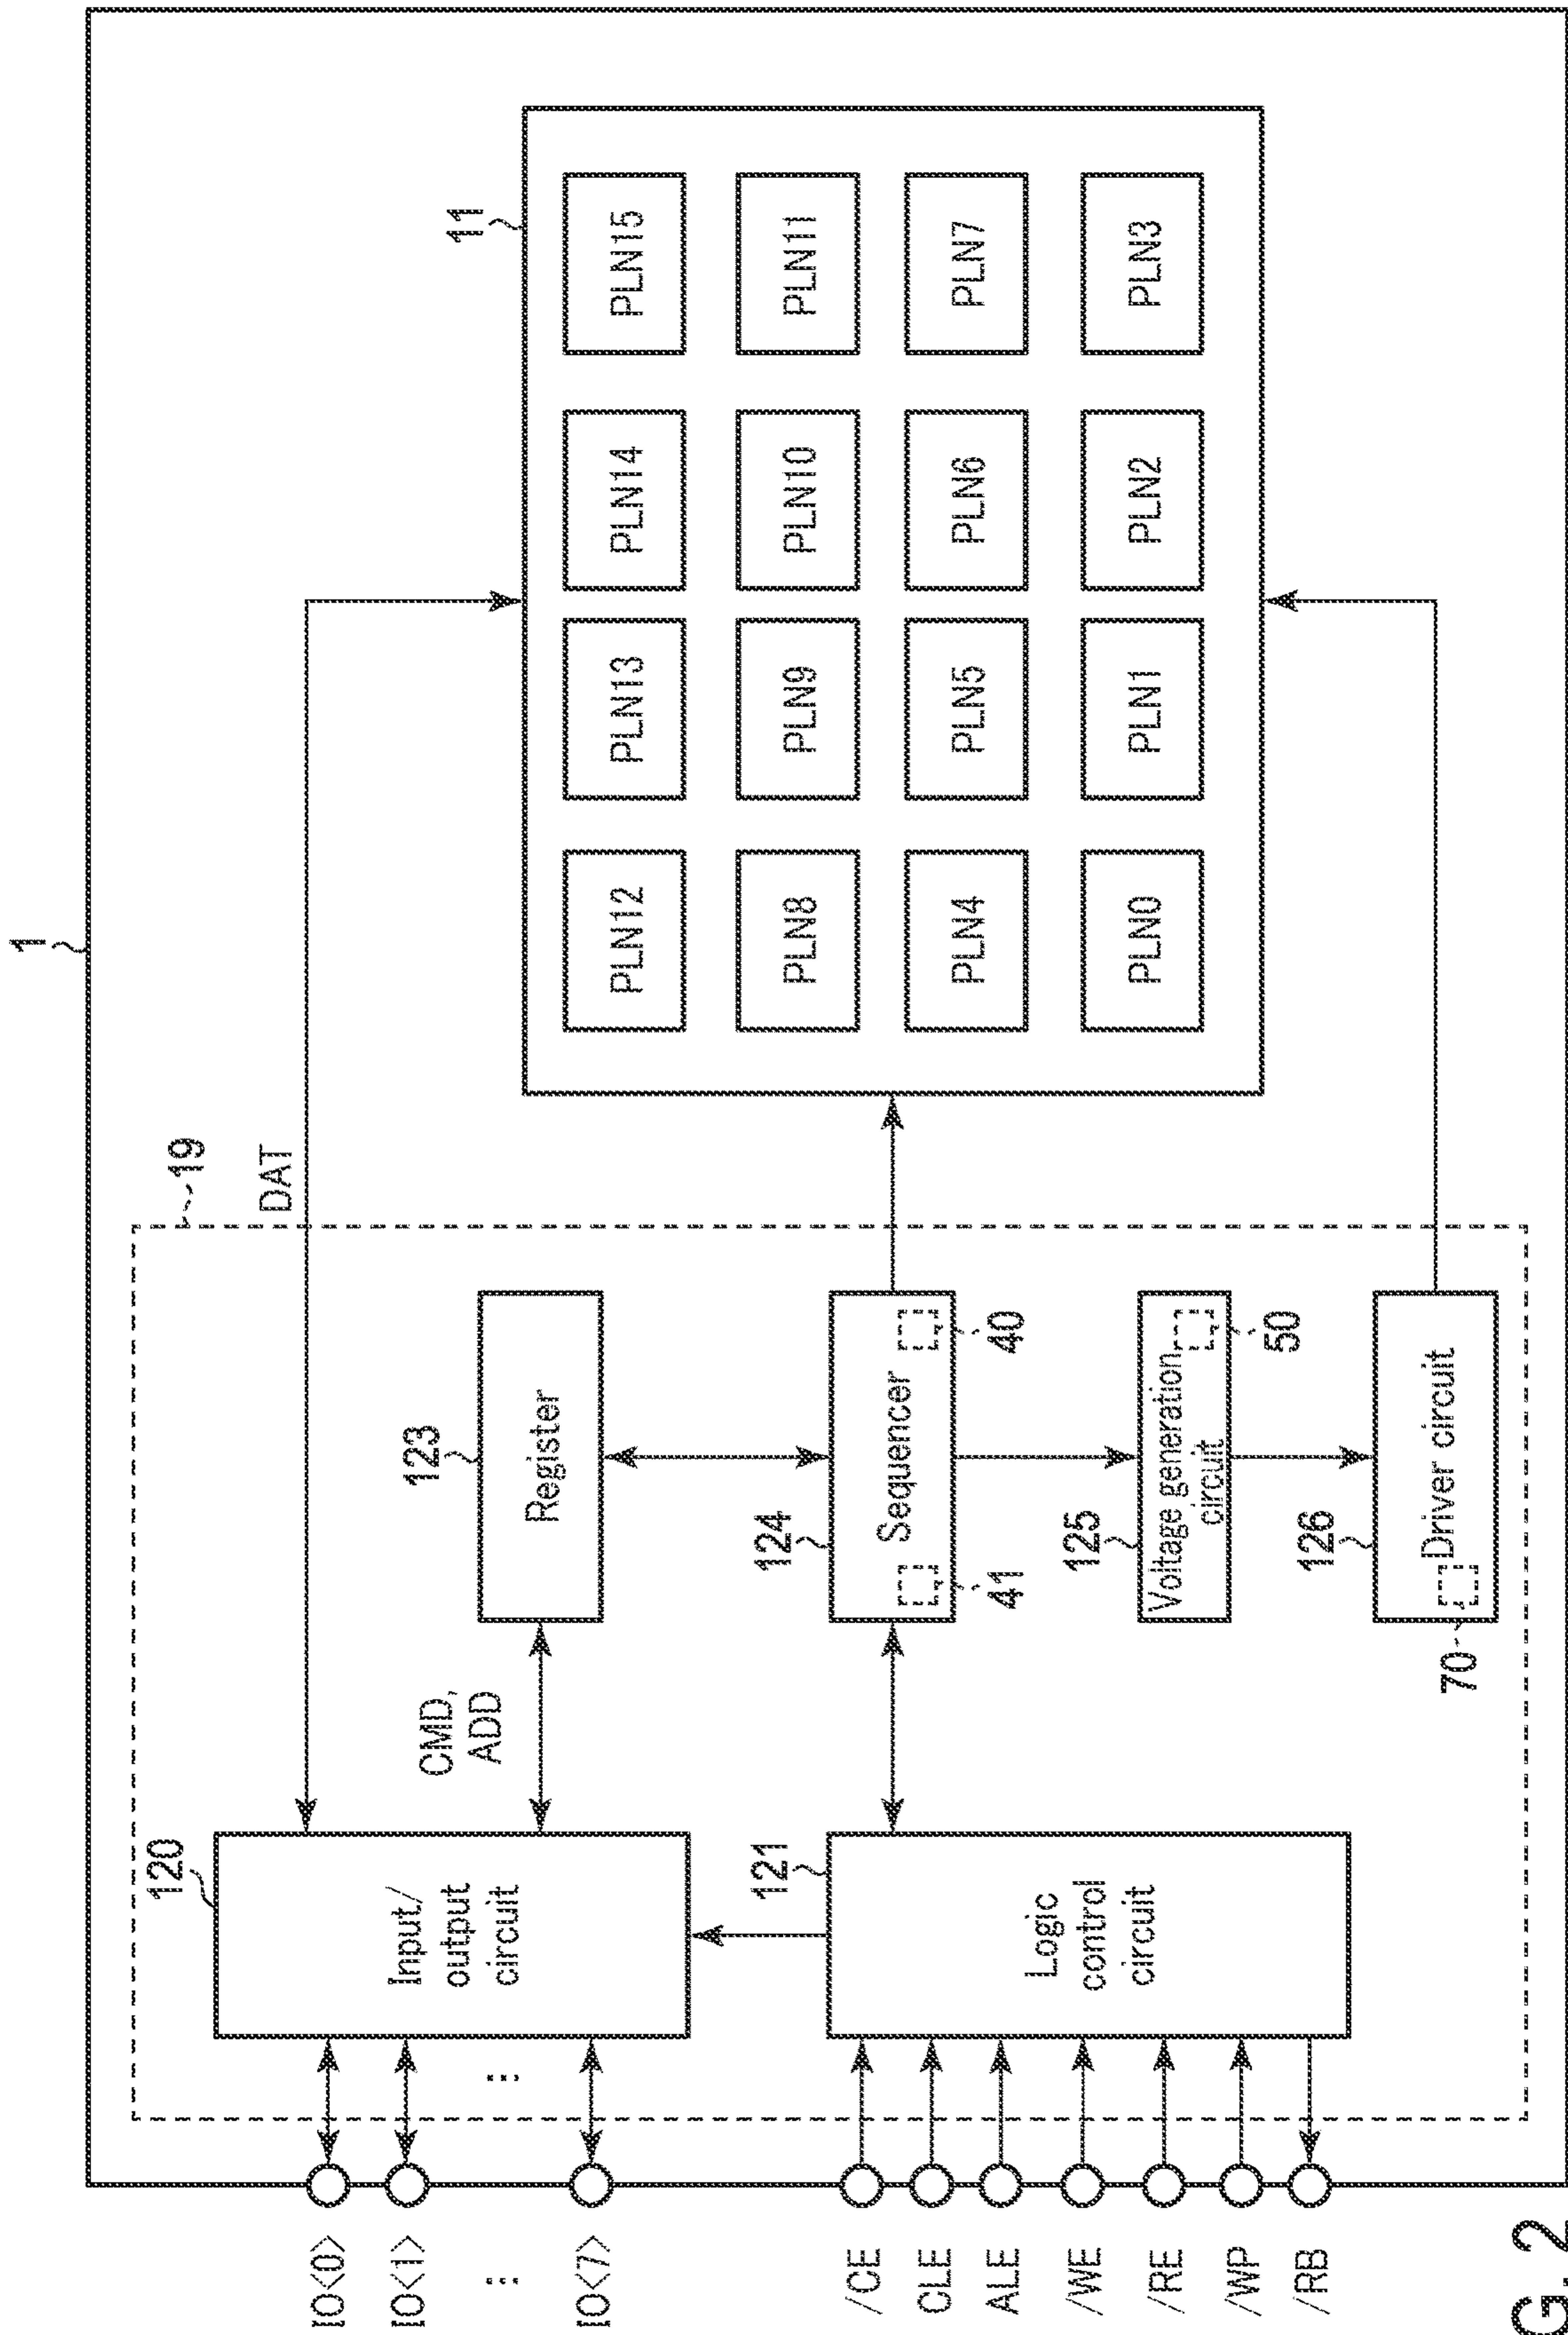 1
19
DAT
11
120
Input/
output
circuit
CMD,
ADD
123
Register
121
Logic
control
circuit
124
Sequencer
41
40
125
Voltage generation
circuit
50
126
Driver circuit
70
PLN12
PLN13
PLN14
PLN15
PLN8
PLN9
PLN10
PLN11
PLN4
PLN5
PLN6
PLN7
PLN0
PLN1
PLN2
PLN3
IO<0>
IO<1>
⋮
IO<7>
/CE
CLE
ALE
/WE
/RE
/WP
/RB
G. 2